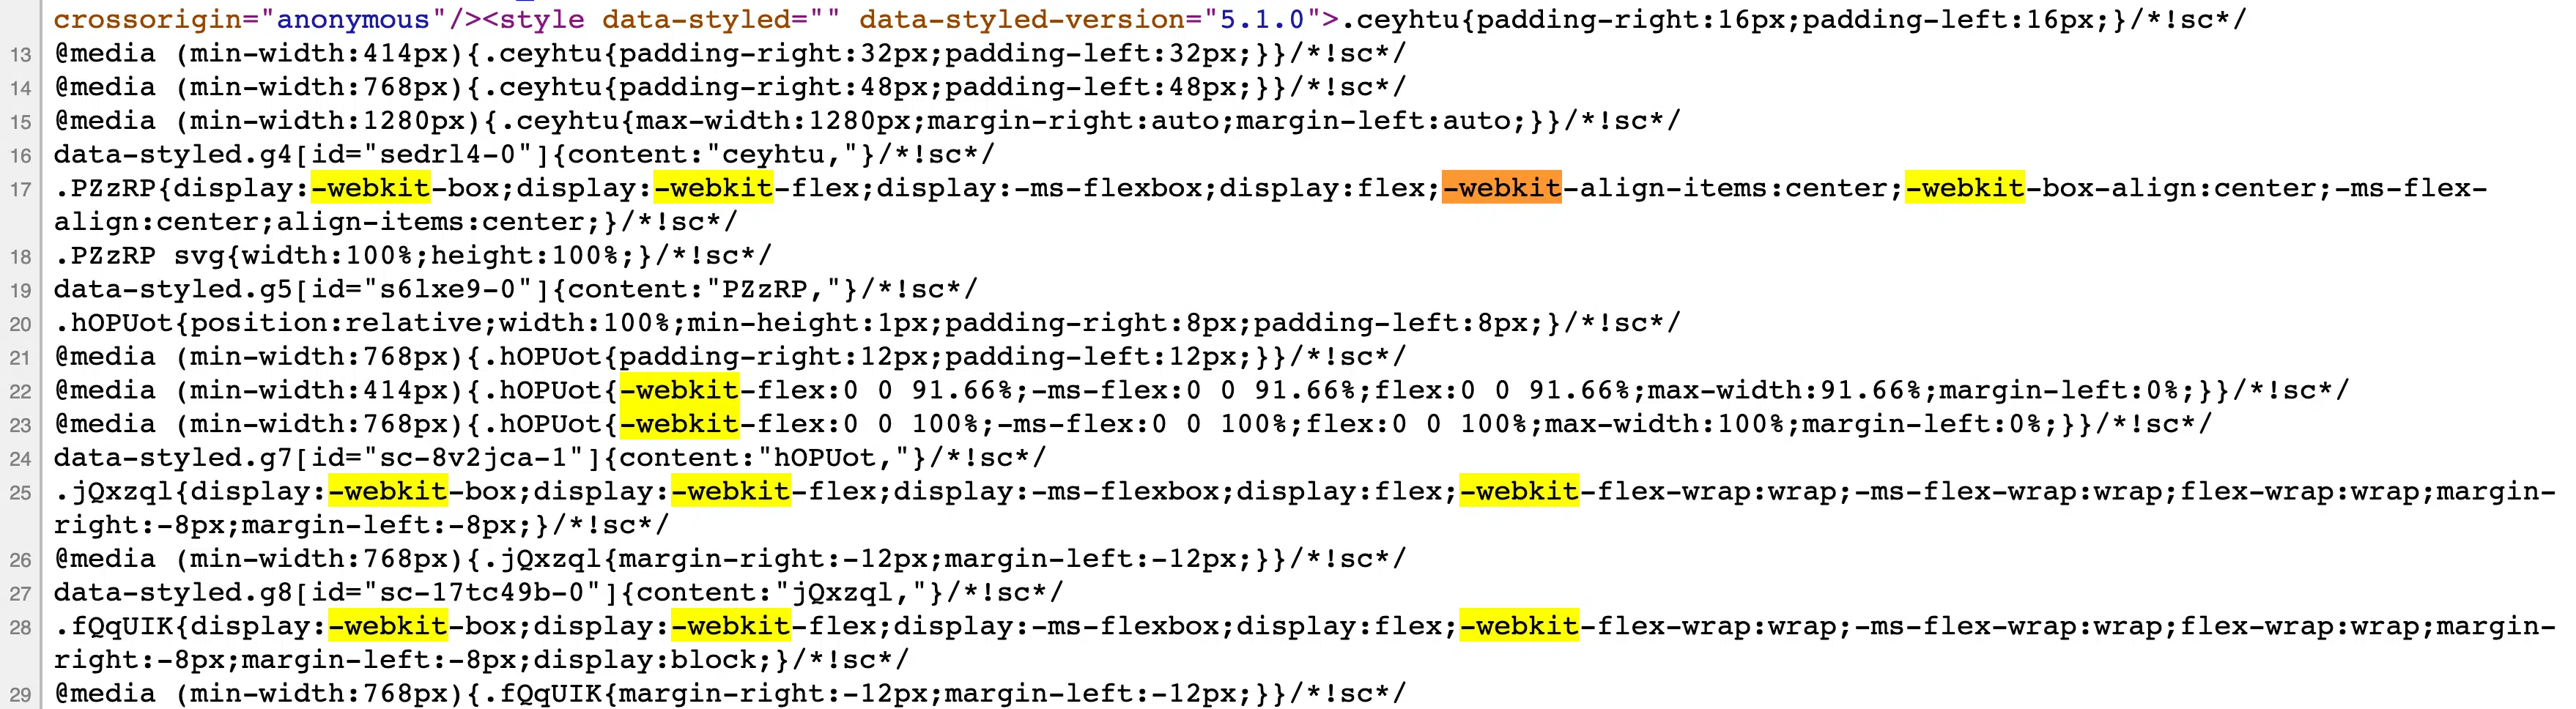 crossorigin="anonymous"/><style data-styled="" data-styled-version="5.1.0">.ceyhtu{padding-right:16px;padding-left:16px;}/*!sc*/
13 @media (min-width:414px){.ceyhtu{padding-right:32px;padding-left:32px;}}/*!sc*/
14 @media (min-width:768px){.ceyhtu{padding-right:48px;padding-left:48px;}}/*!sc*/
15 @media (min-width:1280px){.ceyhtu{max-width:1280px;margin-right:auto;margin-left:auto;}}/*!sc*/
16 data-styled.g4[id="sedrl4-0"]{content:"ceyhtu,"}/*!sc*/
17 .PZzRP{display:-webkit-box;display:-webkit-flex;display:-ms-flexbox;display:flex;-webkit-align-items:center;-webkit-box-align:center;-ms-flex-
align:center;align-items:center;}/*!sc*/
18 .PZzRP svg{width:100%;height:100%;}/*!sc*/
19 data-styled.g5[id="s6lxe9-0"]{content:"PZzRP,"}/*!sc*/
20 .hOPUot{position:relative;width:100%;min-height:1px;padding-right:8px;padding-left:8px;}/*!sc*/
21 @media (min-width:768px){.hOPUot{padding-right:12px;padding-left:12px;}}/*!sc*/
22 @media (min-width:414px){.hOPUot{-webkit-flex:0 0 91.66%;-ms-flex:0 0 91.66%;flex:0 0 91.66%;max-width:91.66%;margin-left:0%;}}/*!sc*/
23 @media (min-width:768px){.hOPUot{-webkit-flex:0 0 100%;-ms-flex:0 0 100%;flex:0 0 100%;max-width:100%;margin-left:0%;}}/*!sc*/
24 data-styled.g7[id="sc-8v2jca-1"]{content:"hOPUot,"}/*!sc*/
25 .jQxzql{display:-webkit-box;display:-webkit-flex;display:-ms-flexbox;display:flex;-webkit-flex-wrap:wrap;-ms-flex-wrap:wrap;flex-wrap:wrap;margin-
right:-8px;margin-left:-8px;}/*!sc*/
26 @media (min-width:768px){.jQxzql{margin-right:-12px;margin-left:-12px;}}/*!sc*/
27 data-styled.g8[id="sc-17tc49b-0"]{content:"jQxzql,"}/*!sc*/
28 .fQqUIK{display:-webkit-box;display:-webkit-flex;display:-ms-flexbox;display:flex;-webkit-flex-wrap:wrap;-ms-flex-wrap:wrap;flex-wrap:wrap;margin-
right:-8px;margin-left:-8px;display:block;}/*!sc*/
29 @media (min-width:768px){.fQqUIK{margin-right:-12px;margin-left:-12px;}}/*!sc*/